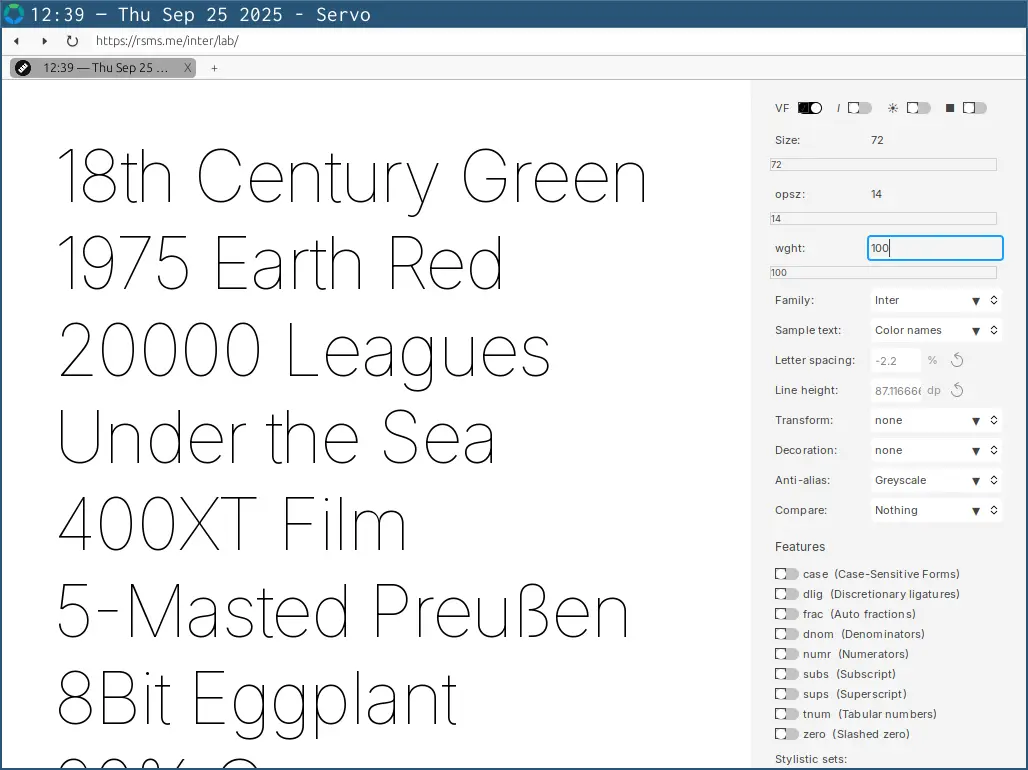 12:39 — Thu Sep 25 2025 - Servo
https://rsms.me/inter/lab/
12:39 — Thu Sep 25 ... X +
18th Century Green
1975 Earth Red
20000 Leagues
Under the Sea
400XT Film
5-Masted Preußen
8Bit Eggplant
VF I ☀ ■
Size: 72
72
opsz: 14
14
wght: 100
100
Family: Inter ▼
Sample text: Color names ▼
Letter spacing: -2.2 %
Line height: 87.11666 dp
Transform: none ▼
Decoration: none ▼
Anti-alias: Greyscale ▼
Compare: Nothing ▼
Features
case (Case-Sensitive Forms)
dlig (Discretionary ligatures)
frac (Auto fractions)
dnom (Denominators)
numr (Numerators)
subs (Subscript)
sups (Superscript)
tnum (Tabular numbers)
zero (Slashed zero)
Stylistic sets: